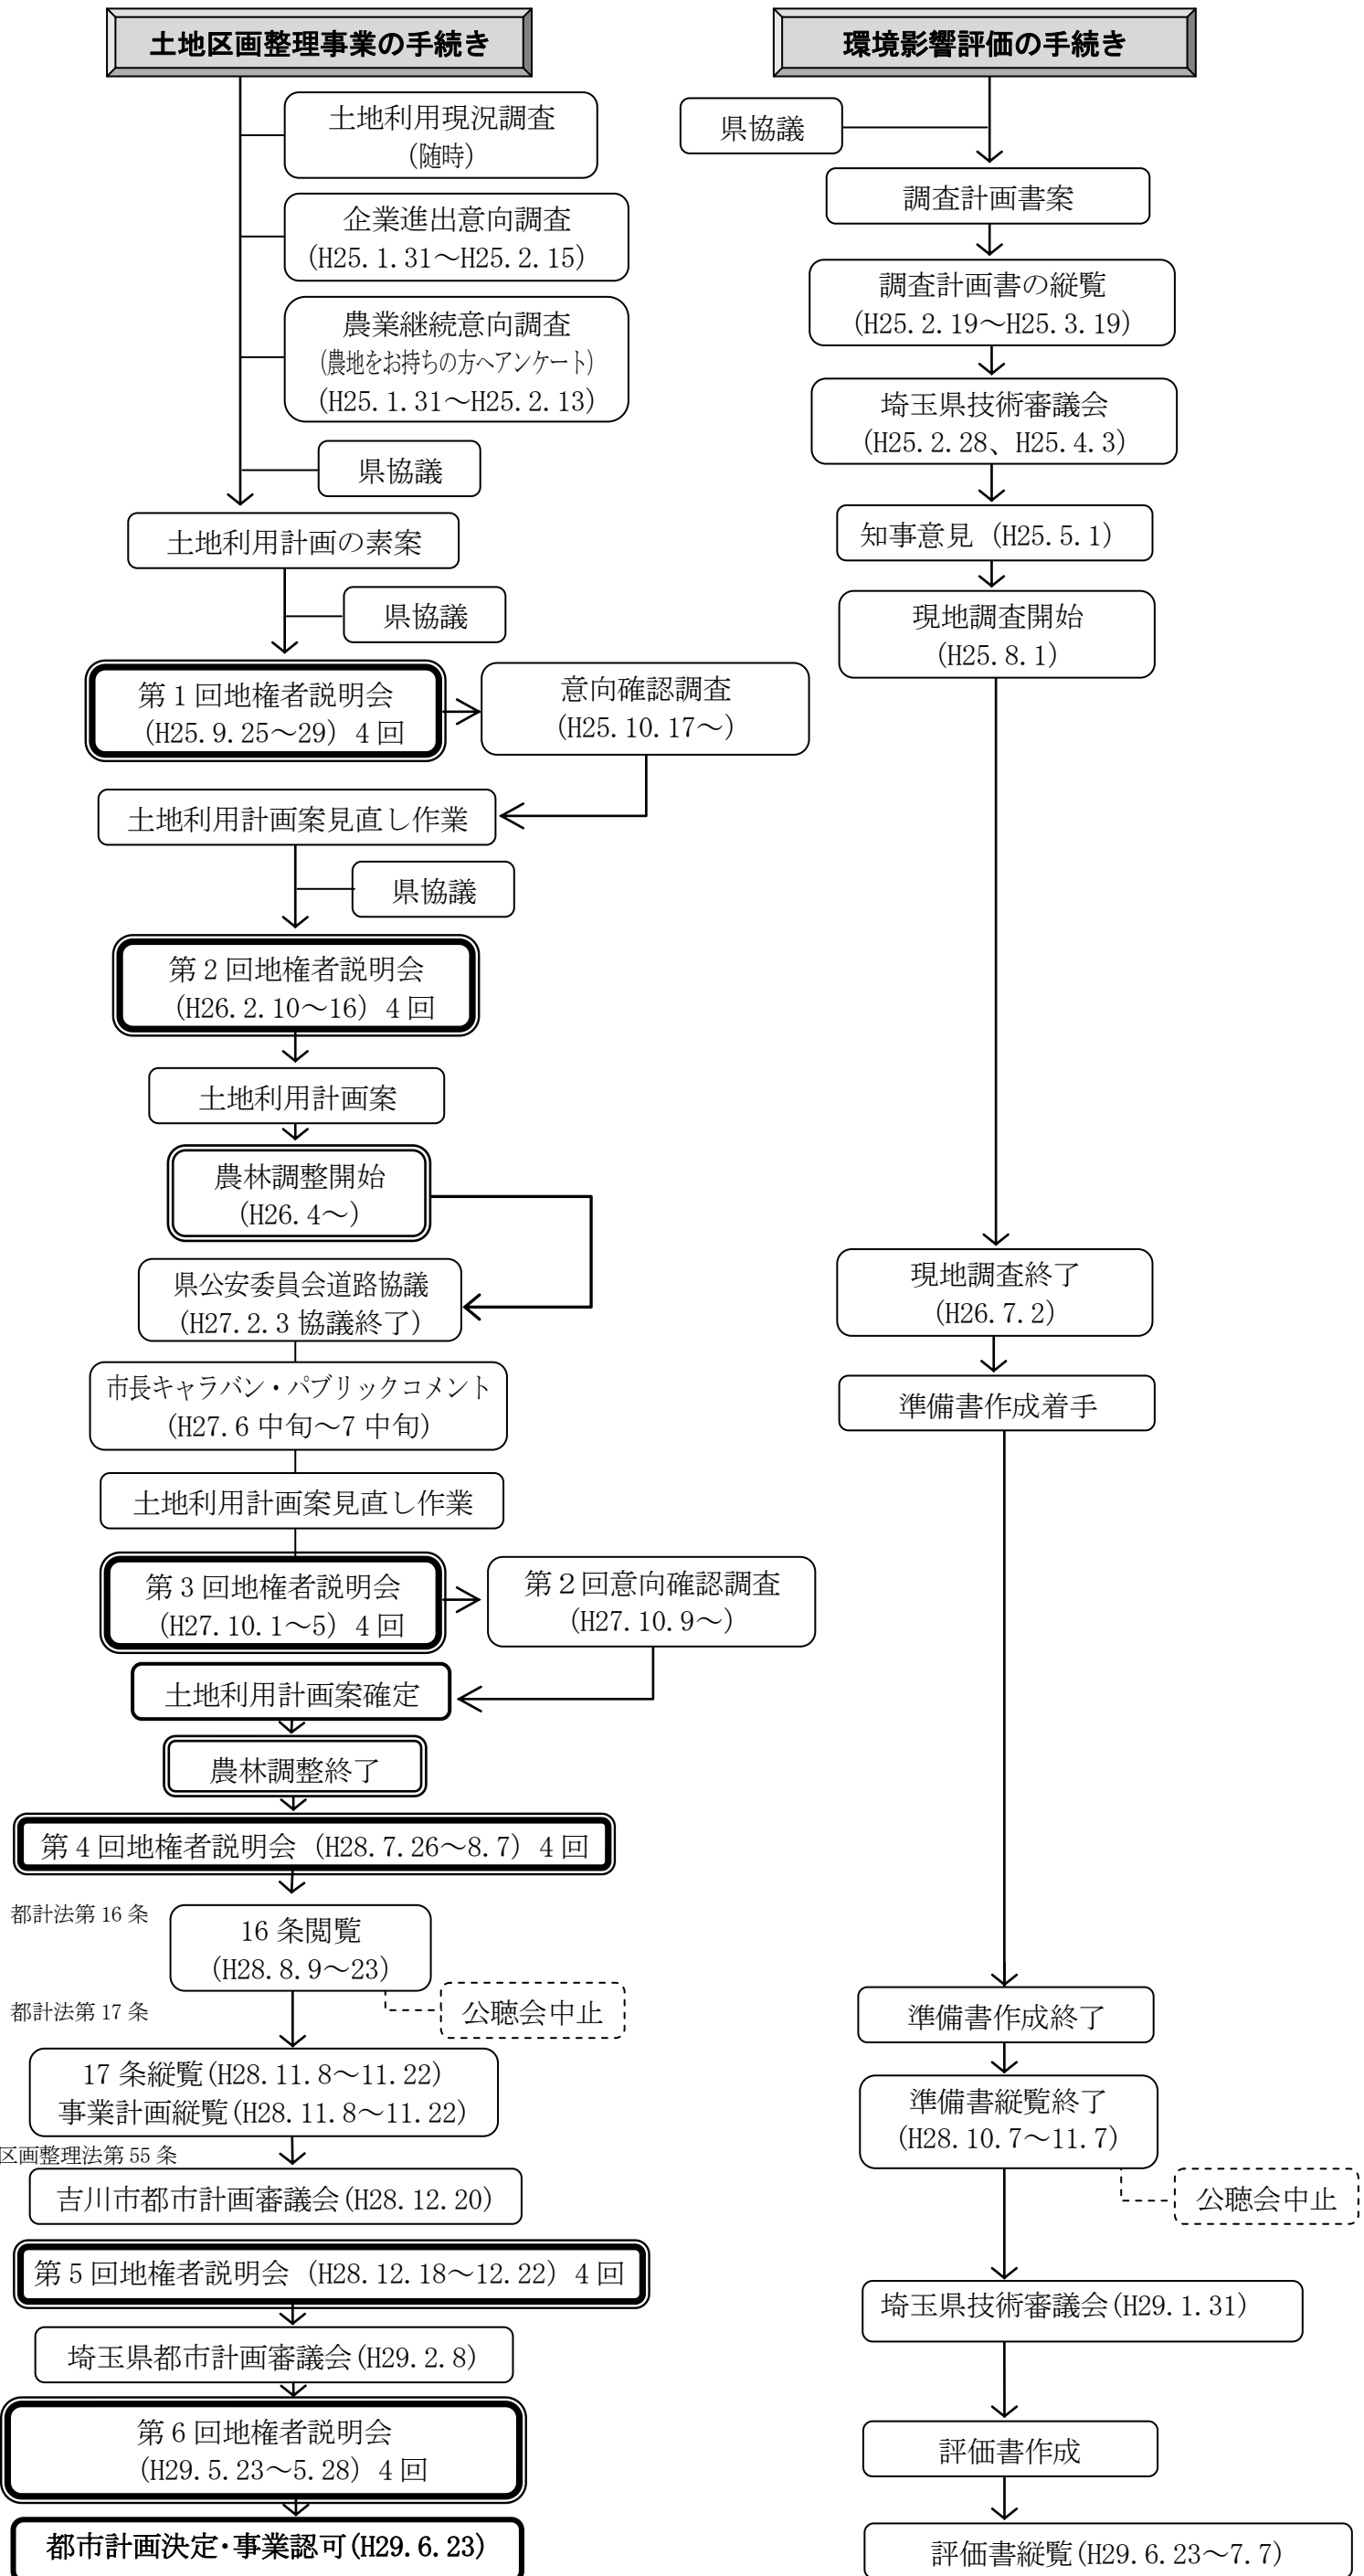 土地区画整理事業の手続き
土地利用現況調査
(随時)
企業進出意向調査
(H25.1.31～H25.2.15)
農業継続意向調査
(農地をお持ちの方へアンケート)
(H25.1.31～H25.2.13)
県協議
土地利用計画の素案
県協議
第1回地権者説明会
(H25.9.25～29) 4回
意向確認調査
(H25.10.17～)
土地利用計画案見直し作業
県協議
第2回地権者説明会
(H26.2.10～16) 4回
土地利用計画案
農林調整開始
(H26.4～)
県公安委員会道路協議
(H27.2.3協議終了)
市長キャラバン・パブリックコメント
(H27.6中旬～7中旬)
土地利用計画案見直し作業
第3回地権者説明会
(H27.10.1～5) 4回
第2回意向確認調査
(H27.10.9～)
土地利用計画案確定
農林調整終了
第4回地権者説明会 (H28.7.26～8.7) 4回
都計法第16条
16条閲覧
(H28.8.9～23)
公聴会中止
都計法第17条
17条縦覧(H28.11.8～11.22)
事業計画縦覧(H28.11.8～11.22)
区画整理法第55条
吉川市都市計画審議会(H28.12.20)
第5回地権者説明会 (H28.12.18～12.22) 4回
埼玉県都市計画審議会(H29.2.8)
第6回地権者説明会
(H29.5.23～5.28) 4回
都市計画決定・事業認可(H29.6.23)
環境影響評価の手続き
県協議
調査計画書案
調査計画書の縦覧
(H25.2.19～H25.3.19)
埼玉県技術審議会
(H25.2.28、H25.4.3)
知事意見 (H25.5.1)
現地調査開始
(H25.8.1)
現地調査終了
(H26.7.2)
準備書作成着手
準備書作成終了
準備書縦覧終了
(H28.10.7～11.7)
公聴会中止
埼玉県技術審議会(H29.1.31)
評価書作成
評価書縦覧(H29.6.23～7.7)